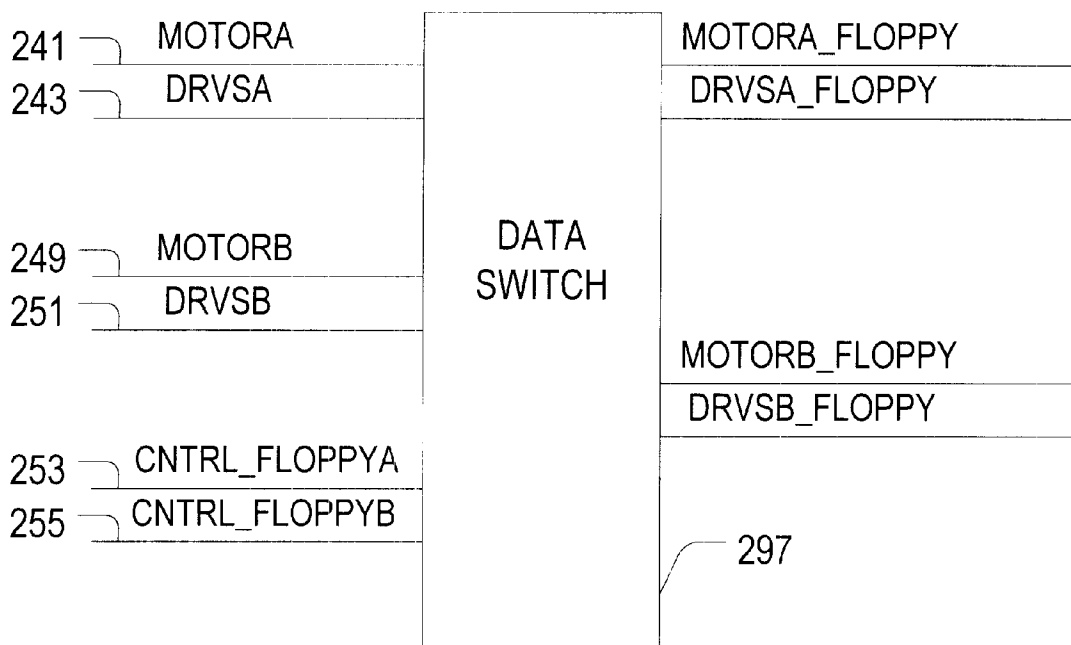 241 MOTORA
243 DRVSA
249 MOTORB
251 DRVSB
253 CNTRL_FLOPPYA
255 CNTRL_FLOPPYB
DATA
SWITCH
MOTORA_FLOPPY
DRVSA_FLOPPY
MOTORB_FLOPPY
DRVSB_FLOPPY
297